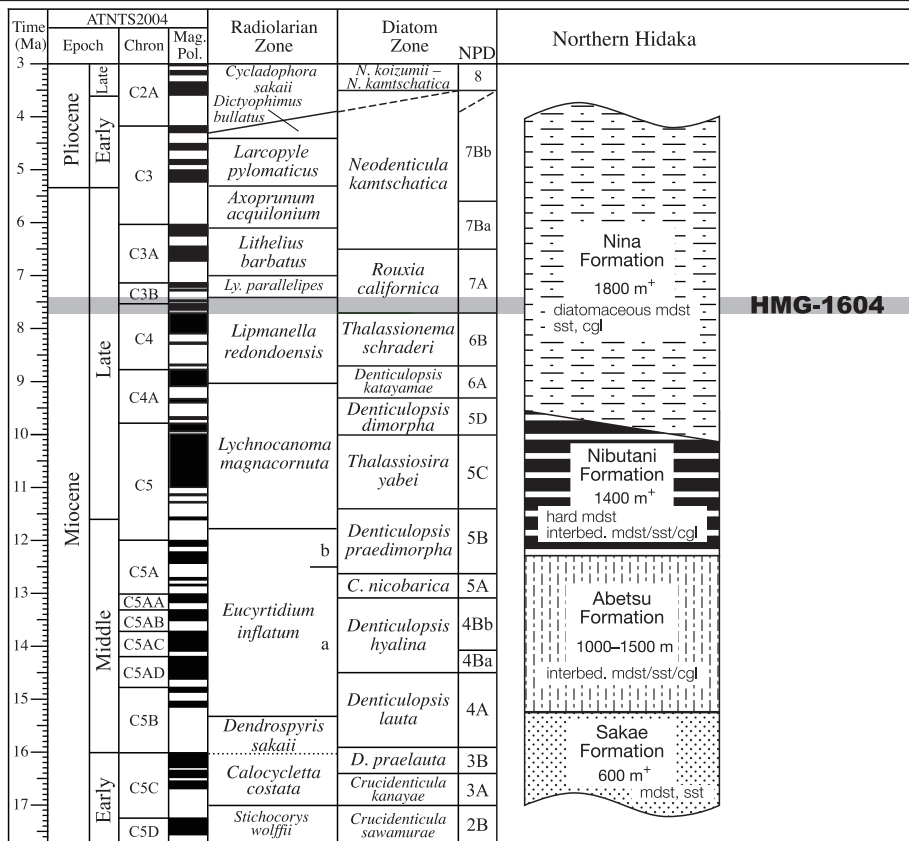 Time
(Ma)
ATNTS2004
Epoch
Chron
Mag.
Pol.
Radiolarian
Zone
Diatom
Zone
NPD
Northern Hidaka
3
4
5
6
7
8
9
10
11
12
13
14
15
16
17
Pliocene
Miocene
Late
Early
Late
Middle
Early
C2A
C3
C3A
C3B
C4
C4A
C5
C5A
C5AA
C5AB
C5AC
C5AD
C5B
C5C
C5D
Cycladophora
sakaii
Dictyophimus
bullatus
Larcopyle
pylomaticus
Axoprunum
acquilonium
Lithelius
barbatus
Ly. parallelipes
Lipmanella
redondoensis
Lychnocanoma
magnacornuta
b
Eucyrtidium
inflatum
a
Dendrospyris
sakaii
Calocycletta
costata
Stichocorys
wolffii
N. koizumii –
N. kamtschatica
Neodenticula
kamtschatica
Rouxia
californica
Thalassionema
schraderi
Denticulopsis
katayamae
Denticulopsis
dimorpha
Thalassiosira
yabei
Denticulopsis
praedimorpha
C. nicobarica
Denticulopsis
hyalina
Denticulopsis
lauta
D. praelauta
Crucidenticula
kanayae
Crucidenticula
sawamurae
8
7Bb
7Ba
7A
6B
6A
5D
5C
5B
5A
4Bb
4Ba
4A
3B
3A
2B
Nina
Formation
1800 m+
diatomaceous mdst
sst, cgl
HMG-1604
Nibutani
Formation
1400 m+
hard mdst
interbed. mdst/sst/cgl
Abetsu
Formation
1000–1500 m
interbed. mdst/sst/cgl
Sakae
Formation
600 m+
mdst, sst